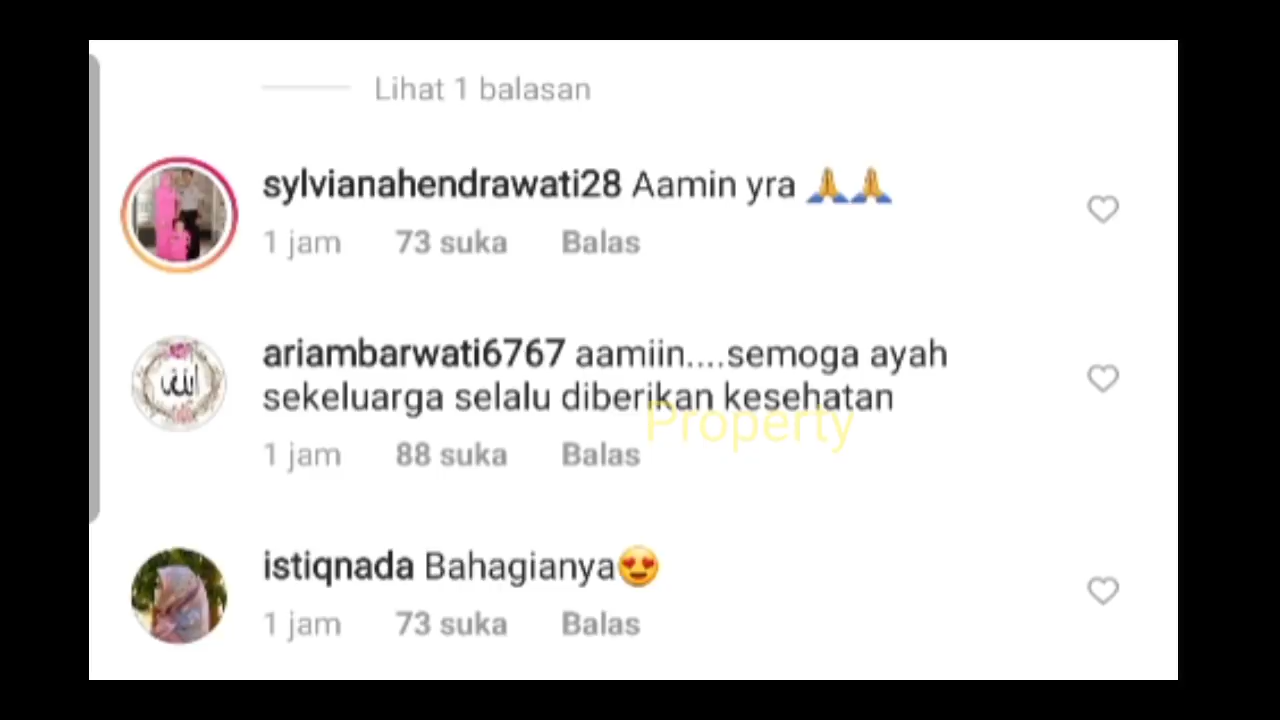 Lihat 1 balasan
sylvianahendrawati28 Aamin yra 🙏🙏
1 jam 73 suka Balas
ariambarwati6767 aamiin....semoga ayah
sekeluarga selalu diberikan kesehatan
Property
1 jam 88 suka Balas
istiqnada Bahagianya😍
1 jam 73 suka Balas